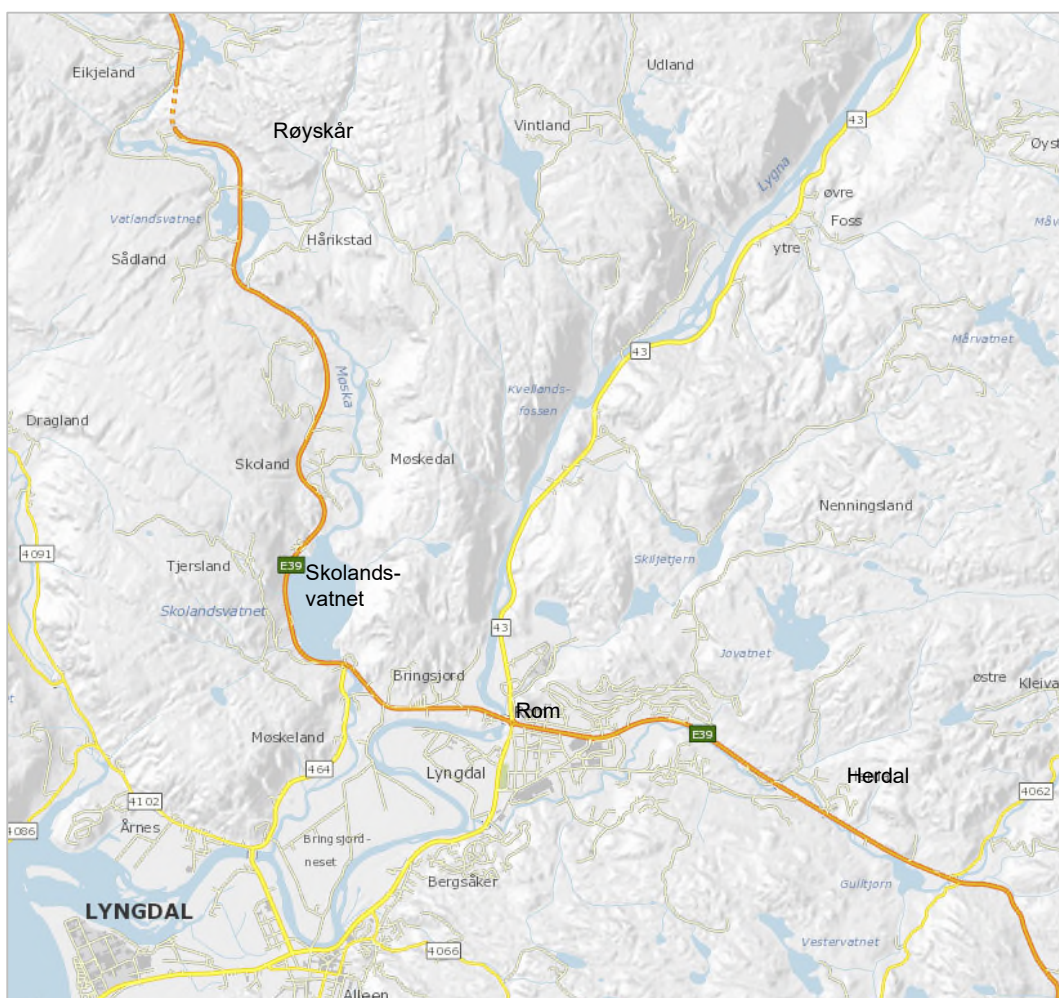 Eikjeland
Udland
Røyskår
Vintland
43
Øyst
Lygna
øvre
Foss
Vatlandsvatnet
Måv
Hårikstad
ytre
Sådland
Mårvatnet
43
Møska
Kvellands-
fossen
Dragland
Skoland
Møskedal
Nenningsland
4091
Skiljetjern
E39
Tjersland
Skolands-
vatnet
Skolandsvatnet
43
Jovatnet
Bringsjord
østre
Kleiva
Rom
E39
Møskeland
464
Lyngdal
Herdal
4062
4102
4086
Årnes
Bringsjord-
neset
Bergsåker
Gulltjørn
LYNGDAL
Vestervatnet
4066
Alleen